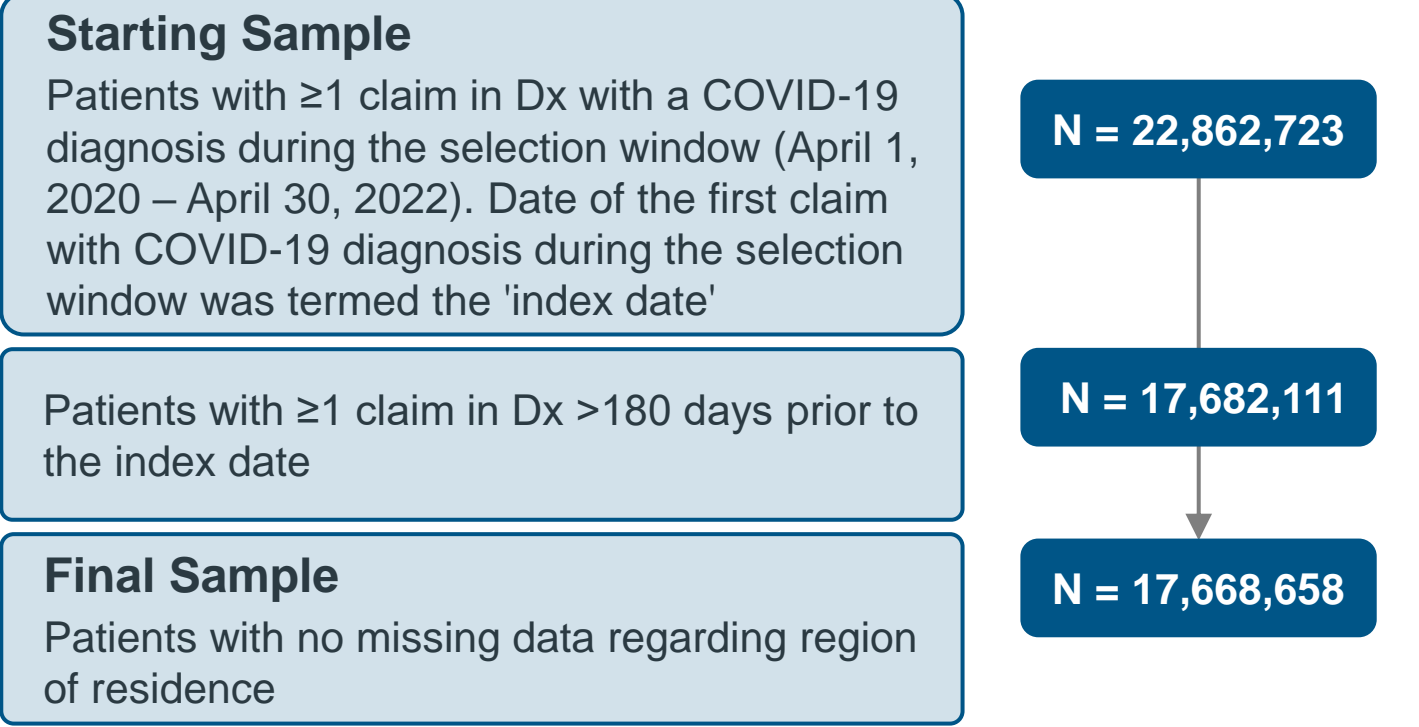 Starting Sample
Patients with ≥1 claim in Dx with a COVID-19
diagnosis during the selection window (April 1,
2020 – April 30, 2022). Date of the first claim
with COVID-19 diagnosis during the selection
window was termed the 'index date'
N = 22,862,723
Patients with ≥1 claim in Dx >180 days prior to
the index date
N = 17,682,111
Final Sample
Patients with no missing data regarding region
of residence
N = 17,668,658